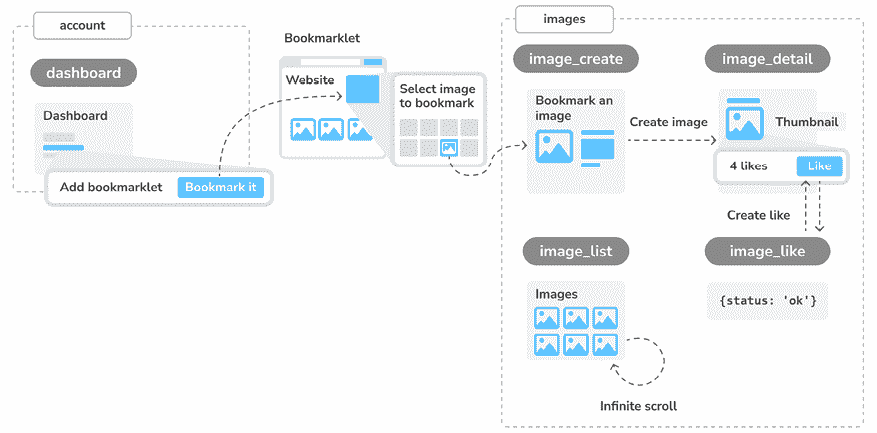 account
dashboard
Dashboard
Add bookmarklet
Bookmark it
Bookmarklet
Website
Select image
to bookmark
images
image_create
Bookmark an
image
Create image
image_detail
Thumbnail
4 likes
Like
Create like
image_like
{status: 'ok'}
image_list
Images
Infinite scroll